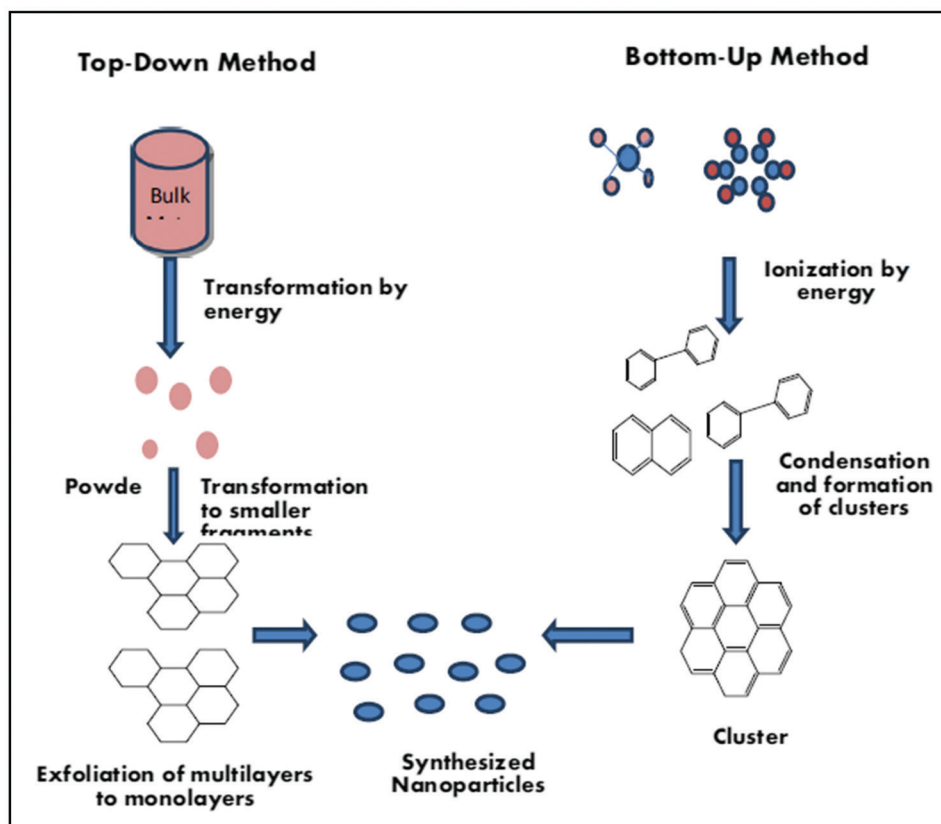 Top-Down Method
Bulk
Transformation by
energy
Powde
Transformation
to smaller
fragments
Exfoliation of multilayers
to monolayers
Bottom-Up Method
Ionization by
energy
Condensation
and formation
of clusters
Cluster
Synthesized
Nanoparticles